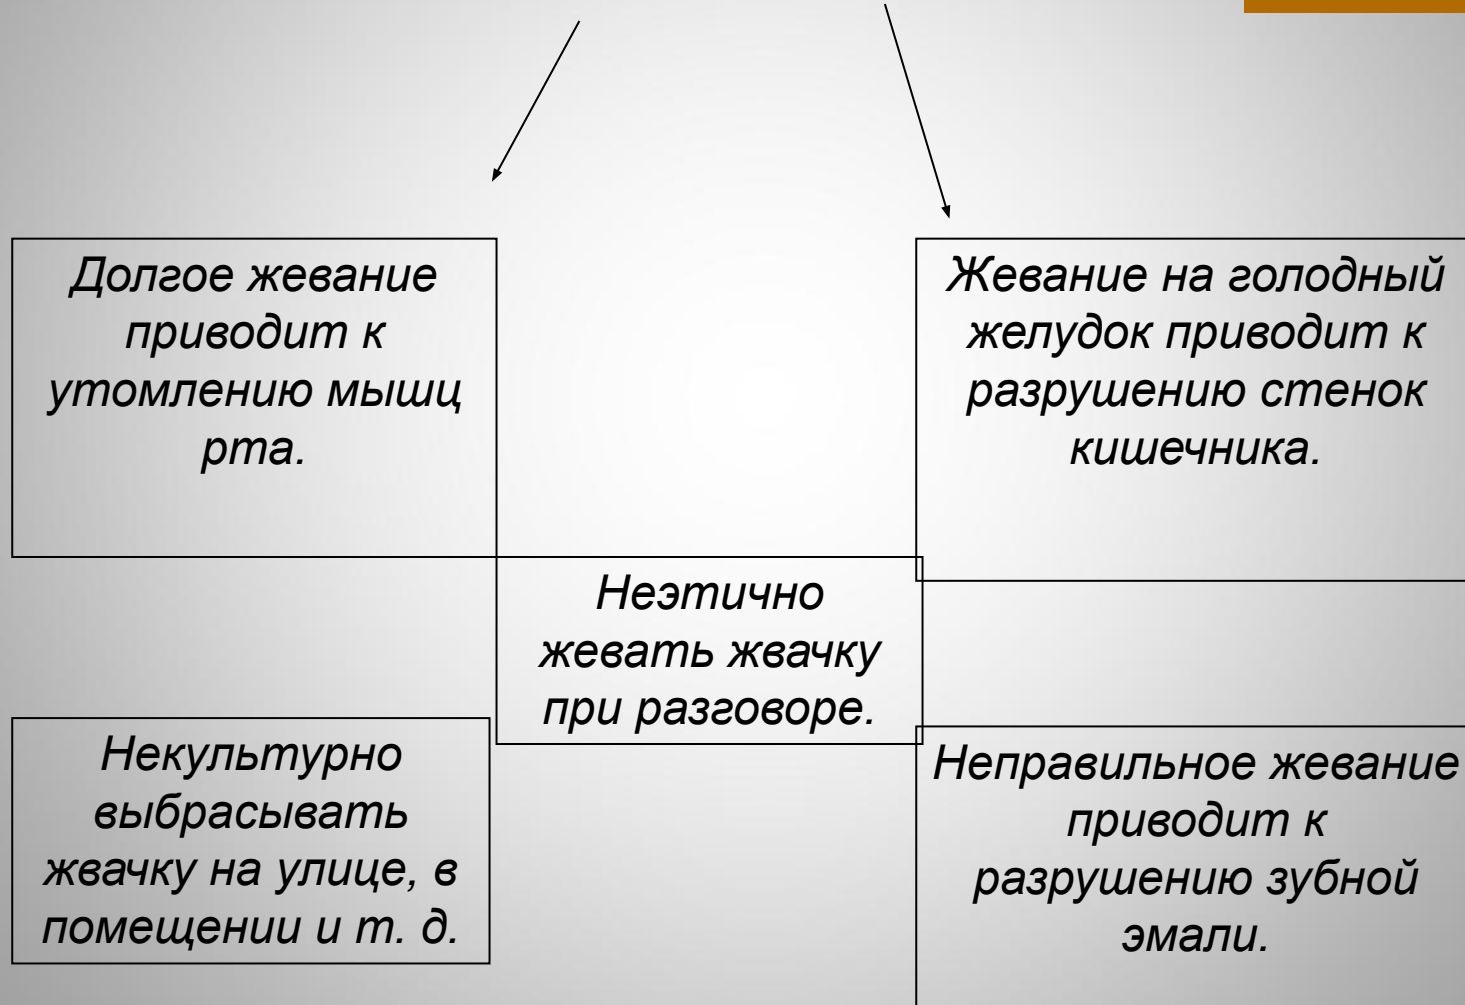 Долгое жевание
приводит к
утомлению мышц
рта.
Жевание на голодный
желудок приводит к
разрушению стенок
кишечника.
Неэтично
жевать жвачку
при разговоре.
Некультурно
выбрасывать
жвачку на улице, в
помещении и т. д.
Неправильное жевание
приводит к
разрушению зубной
эмали.